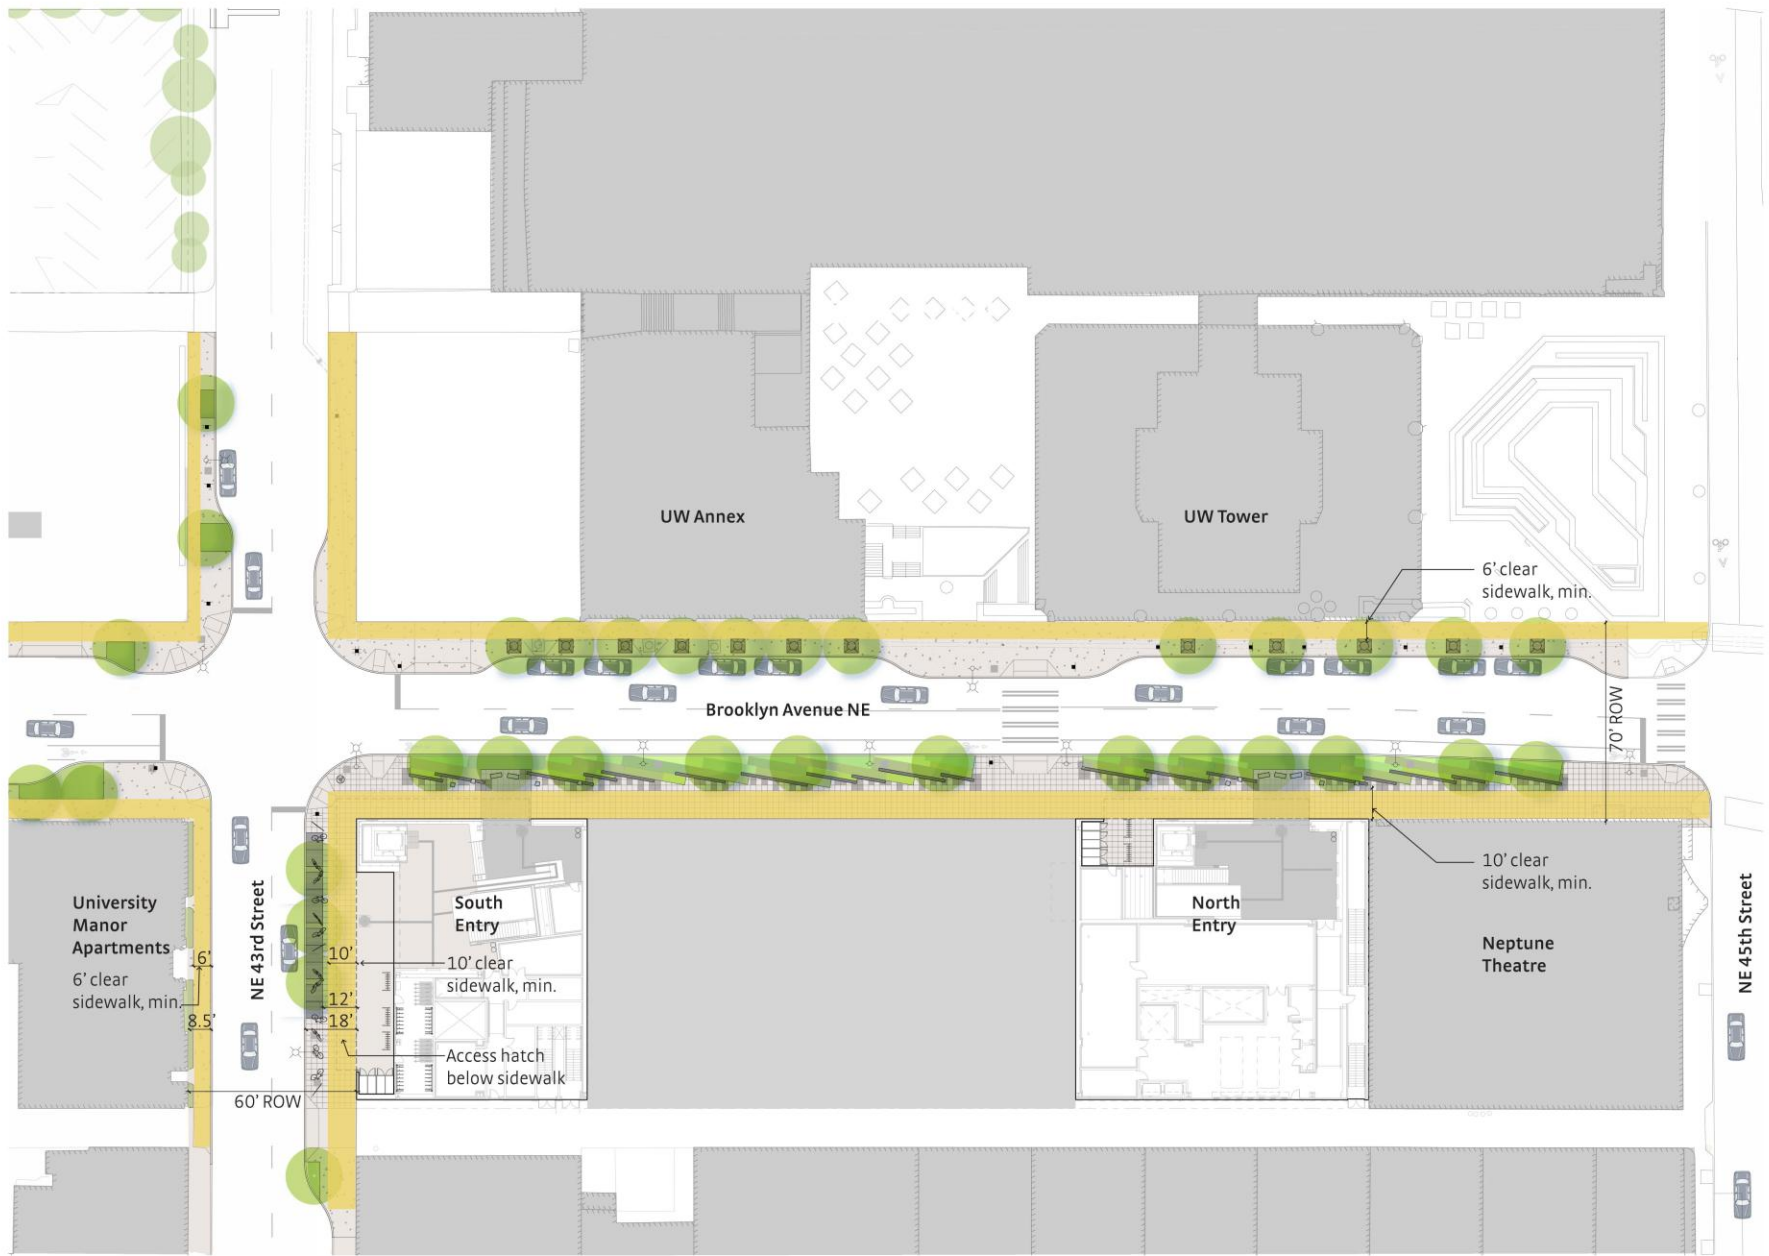 UW Annex
UW Tower
6' clear
sidewalk, min.
Brooklyn Avenue NE
70' ROW
University
Manor
Apartments
6' clear
sidewalk, min.
6'
8.5'
NE 43rd Street
60' ROW
10'
12'
18'
South
Entry
10' clear
sidewalk, min.
Access hatch
below sidewalk
North
Entry
10' clear
sidewalk, min.
Neptune
Theatre
NE 45th Street